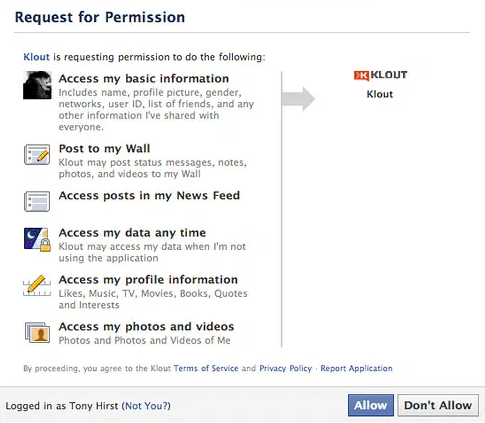 Request for Permission
Klout is requesting permission to do the following:
Access my basic information
Includes name, profile picture, gender,
networks, user ID, list of friends, and any
other information I've shared with
everyone.
Post to my Wall
Klout may post status messages, notes,
photos, and videos to my Wall
Access posts in my News Feed
Access my data any time
Klout may access my data when I'm not
using the application
Access my profile information
Likes, Music, TV, Movies, Books, Quotes
and Interests
Access my photos and videos
Photos and Photos and Videos of Me
KLOUT
Klout
By proceeding, you agree to the Klout Terms of Service and Privacy Policy · Report Application
Logged in as Tony Hirst (Not You?)
Allow
Don't Allow